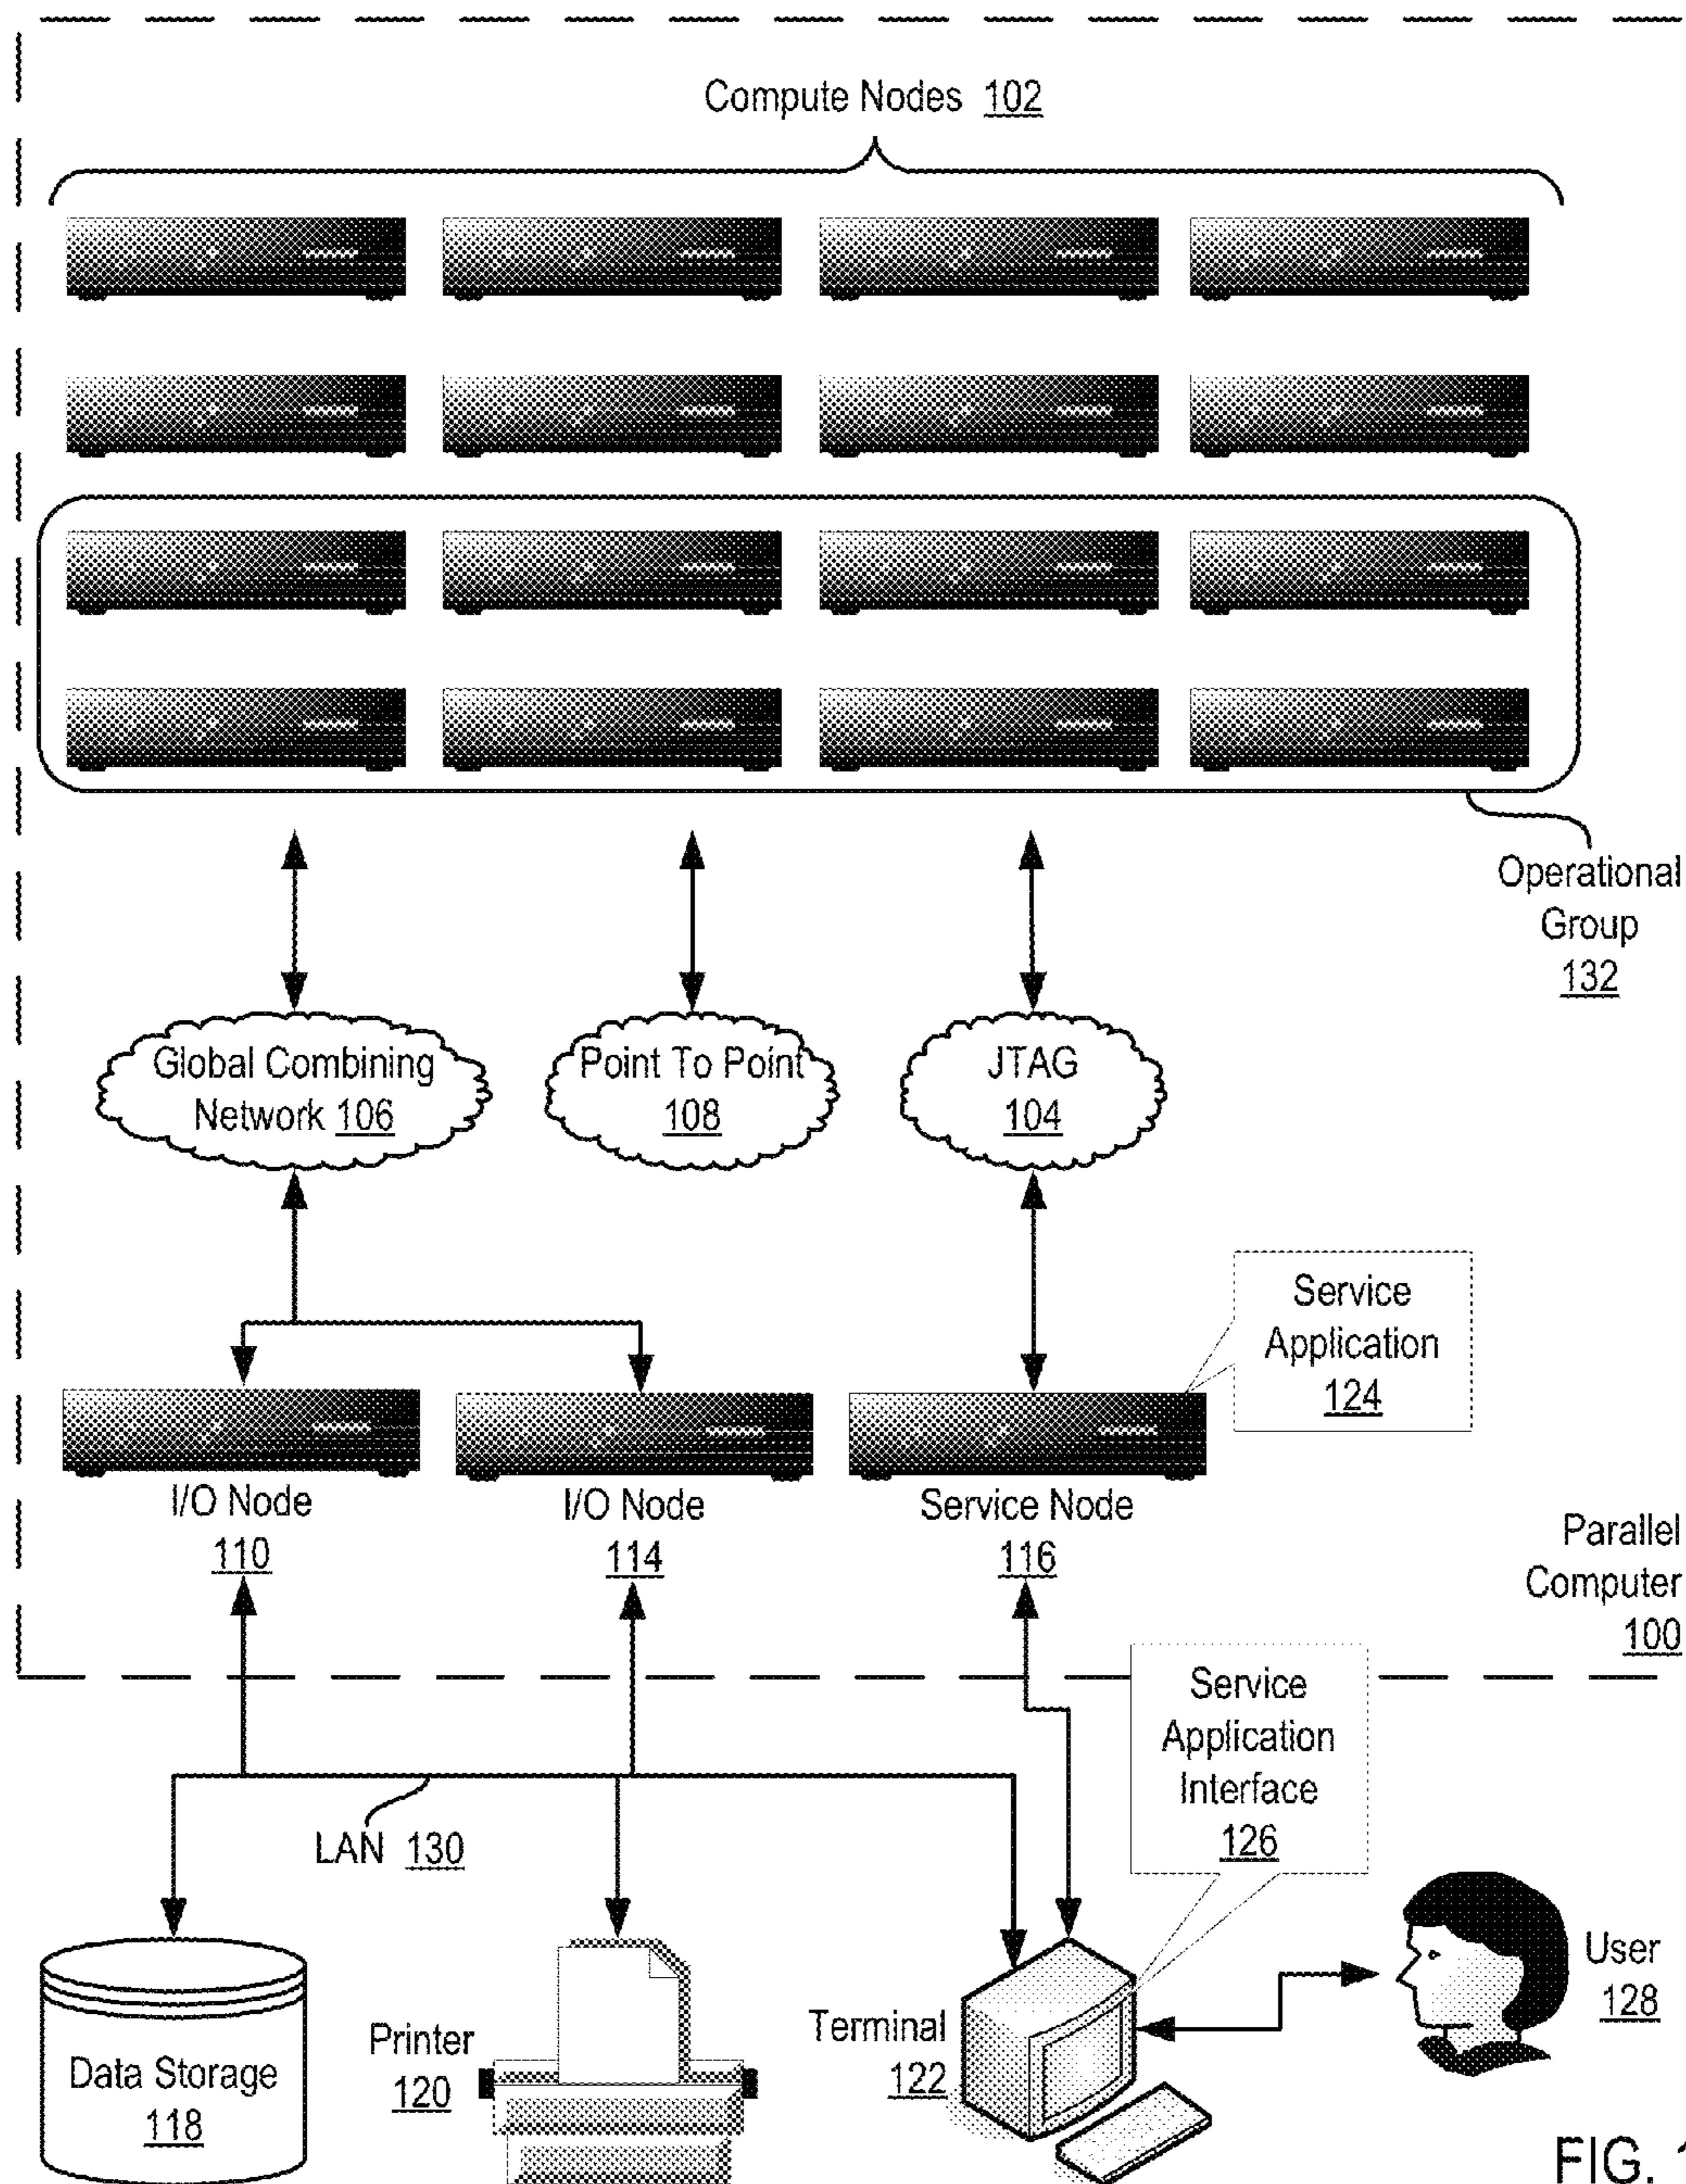 Compute Nodes 102
Operational
Group
132
Global Combining
Network 106
Point To Point
108
JTAG
104
Service
Application
124
I/O Node
110
I/O Node
114
Service Node
116
Parallel
Computer
100
Service
Application
Interface
126
LAN 130
Data Storage
118
Printer
120
Terminal
122
User
128
FIG. 1